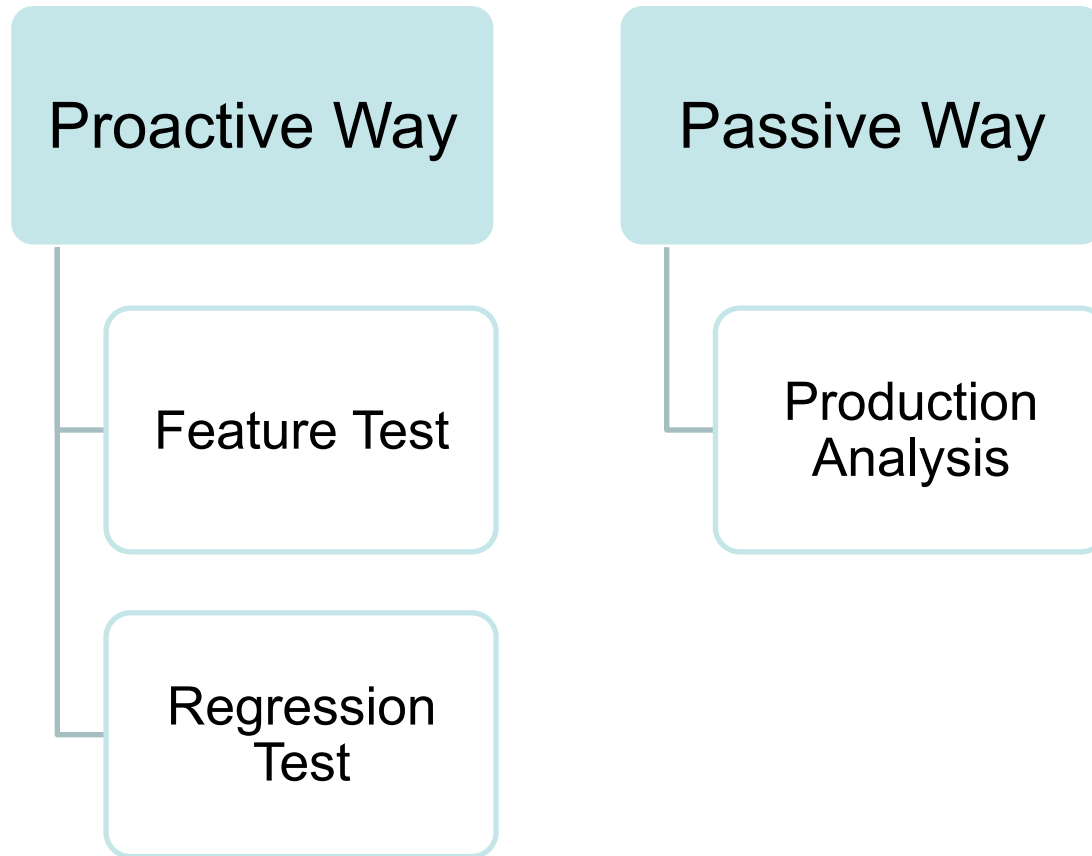 Proactive Way
Feature Test
Regression
Test
Passive Way
Production
Analysis